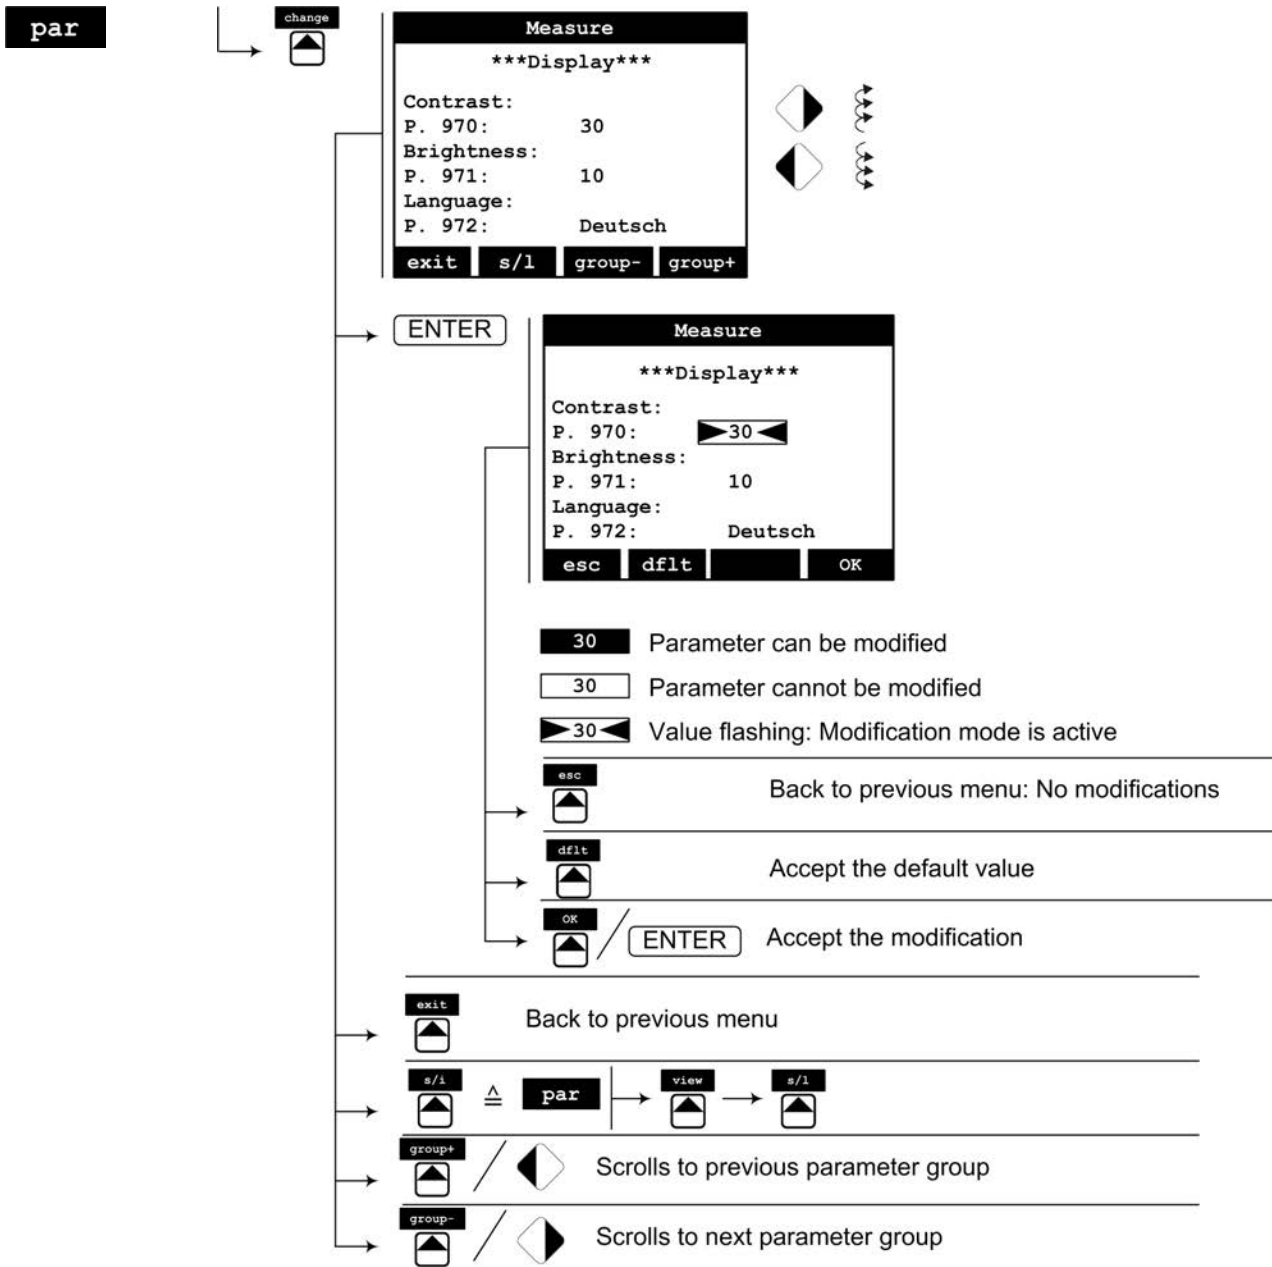 par
change
Measure
***Display***
Contrast:
P. 970: 30
Brightness:
P. 971: 10
Language:
P. 972: Deutsch
exit s/l group- group+
ENTER
Measure
***Display***
Contrast:
P. 970: 30
Brightness:
P. 971: 10
Language:
P. 972: Deutsch
esc dflt OK
30 Parameter can be modified
30 Parameter cannot be modified
30 Value flashing: Modification mode is active
esc
Back to previous menu: No modifications
dflt
Accept the default value
OK
/ ENTER Accept the modification
exit
Back to previous menu
s/i ≙ par view s/l
group+
/ Scrolls to previous parameter group
group-
/ Scrolls to next parameter group